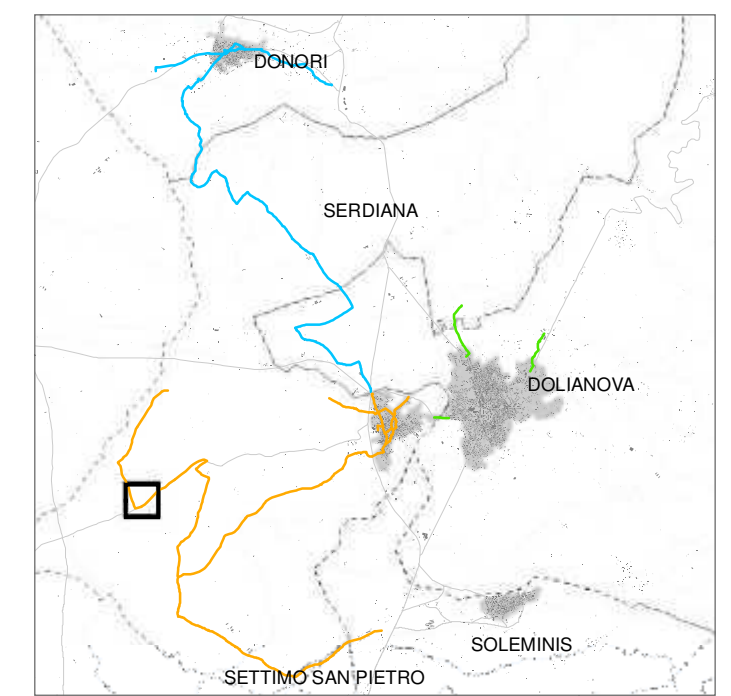 DONORI
SERDIANA
DOLIANOVA
SOLEMINIS
SETTIMO SAN PIETRO